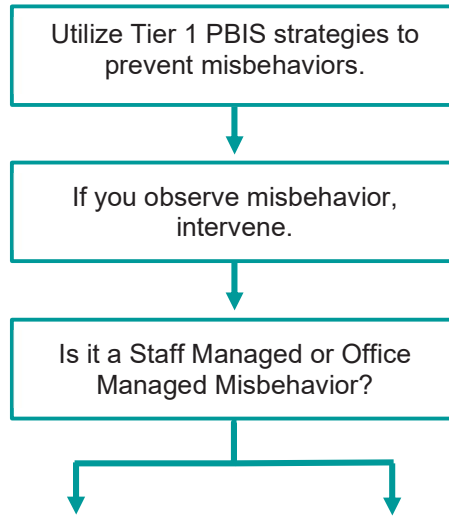 Utilize Tier 1 PBIS strategies to
prevent misbehaviors.
If you observe misbehavior,
intervene.
Is it a Staff Managed or Office
Managed Misbehavior?